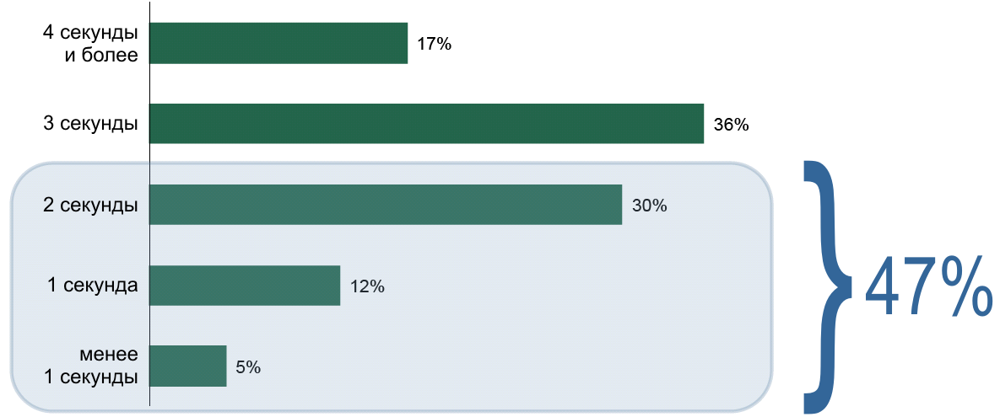 4 секунды
и более
17%
3 секунды
36%
2 секунды
30%
1 секунда
12%
менее
1 секунды
5%
47%